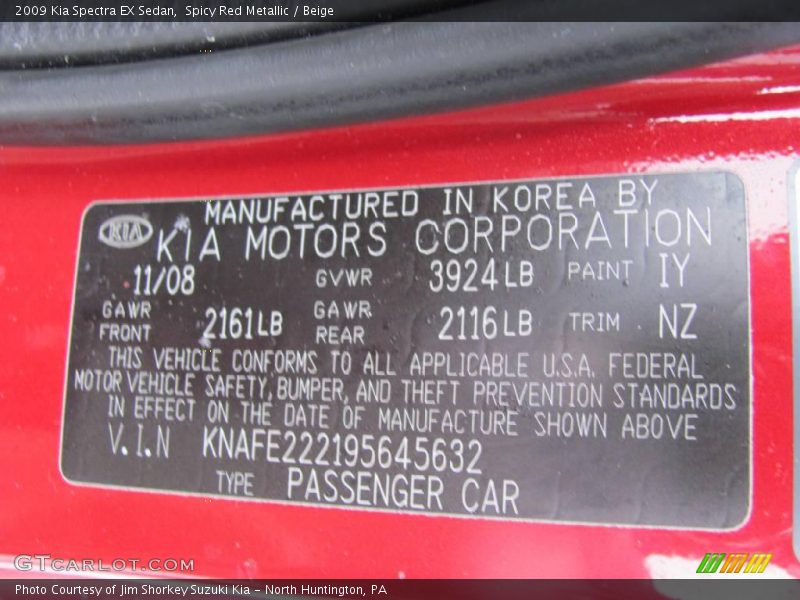 2009 Kia Spectra EX Sedan,  Spicy Red Metallic / Beige
MANUFACTURED IN KOREA BY
KIA KIA MOTORS CORPORATION
11/08 GVWR 3924LB PAINT IY
GAWR FRONT 2161LB GAWR REAR 2116LB TRIM NZ
THIS VEHICLE CONFORMS TO ALL APPLICABLE U.S.A. FEDERAL
MOTOR VEHICLE SAFETY, BUMPER, AND THEFT PREVENTION STANDARDS
IN EFFECT ON THE DATE OF MANUFACTURE SHOWN ABOVE
V.I.N KNAFE222195645632
TYPE PASSENGER CAR
GTCARLOT.COM
Photo Courtesy of Jim Shorkey Suzuki Kia - North Huntington, PA